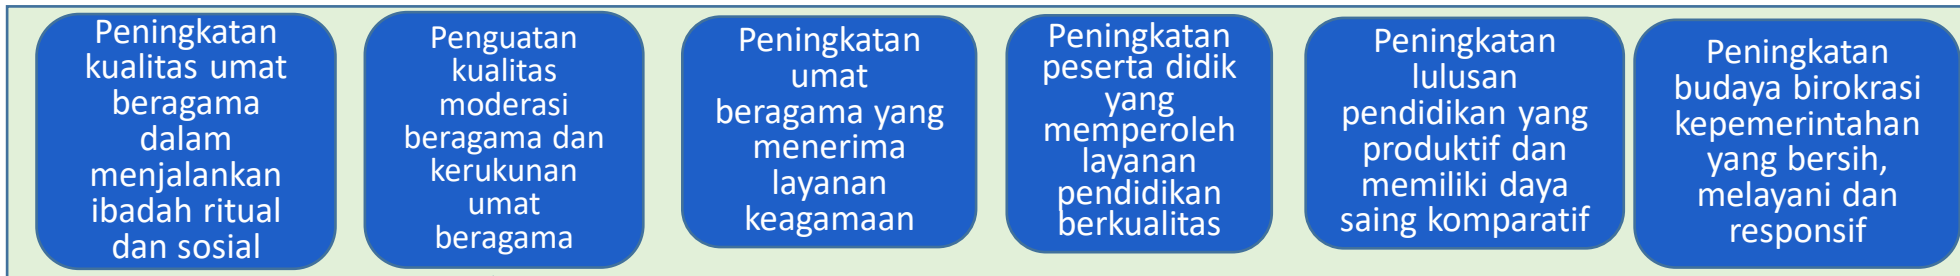 Peningkatan
kualitas umat
beragama
dalam
menjalankan
ibadah ritual
dan sosial
Penguatan
kualitas
moderasi
beragama dan
kerukunan
umat
beragama
Peningkatan
umat
beragama yang
menerima
layanan
keagamaan
Peningkatan
peserta didik
yang
memperoleh
layanan
pendidikan
berkualitas
Peningkatan
lulusan
pendidikan yang
produktif dan
memiliki daya
saing komparatif
Peningkatan
budaya birokrasi
kepemerintahan
yang bersih,
melayani dan
responsif